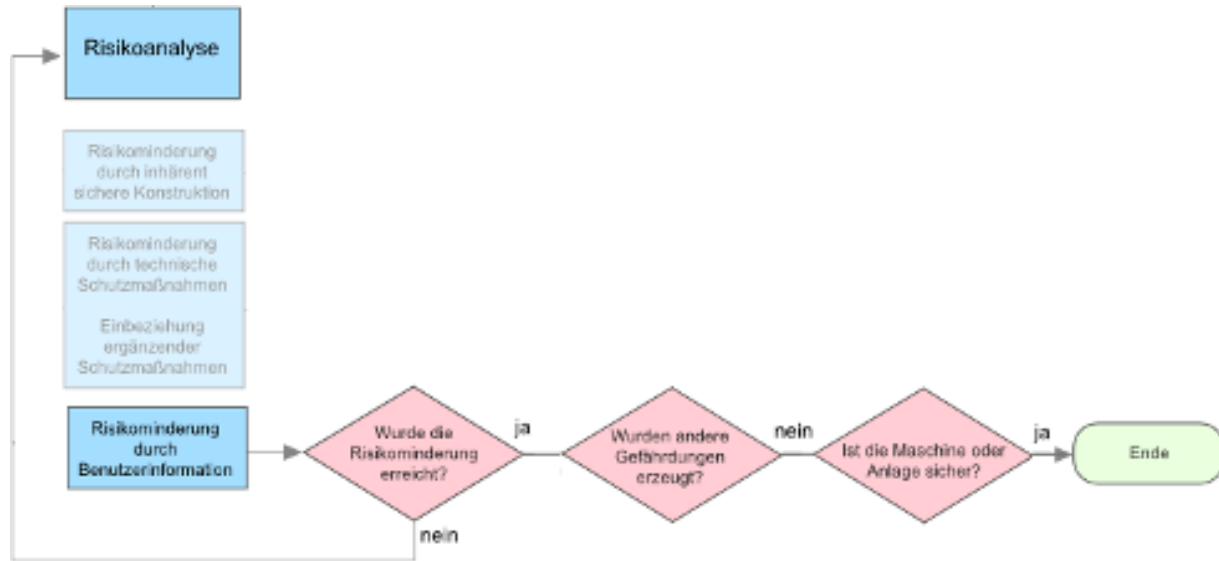 Risikoanalyse
Risikominderung
durch inhärent
sichere Konstruktion
Risikominderung
durch technische
Schutzmaßnahmen
Einbeziehung
ergänzender
Schutzmaßnahmen
Risikominderung
durch
Benutzerinformation
Wurde die
Risikominderung
erreicht?
ja
nein
Wurden andere
Gefährdungen
erzeugt?
nein
Ist die Maschine oder
Anlage sicher?
ja
Ende